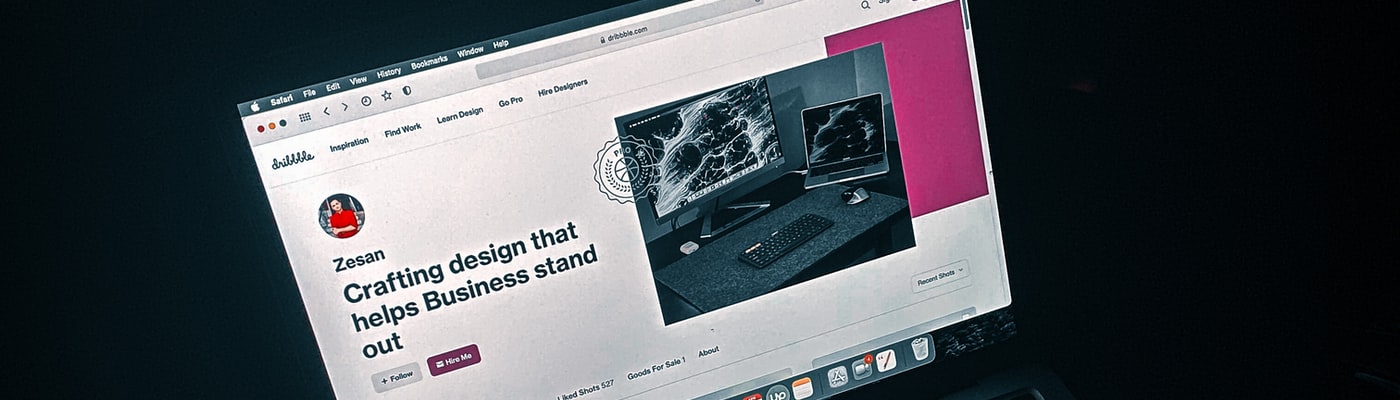 Safari File Edit View History Bookmarks Window Help
dribbble.com
dribbble Inspiration Find Work Learn Design Go Pro Hire Designers
PRO
Zesan
Crafting design that
helps Business stand
out
+ Follow
Hire Me
Recent Shots
Liked Shots 527 Goods For Sale 1 About